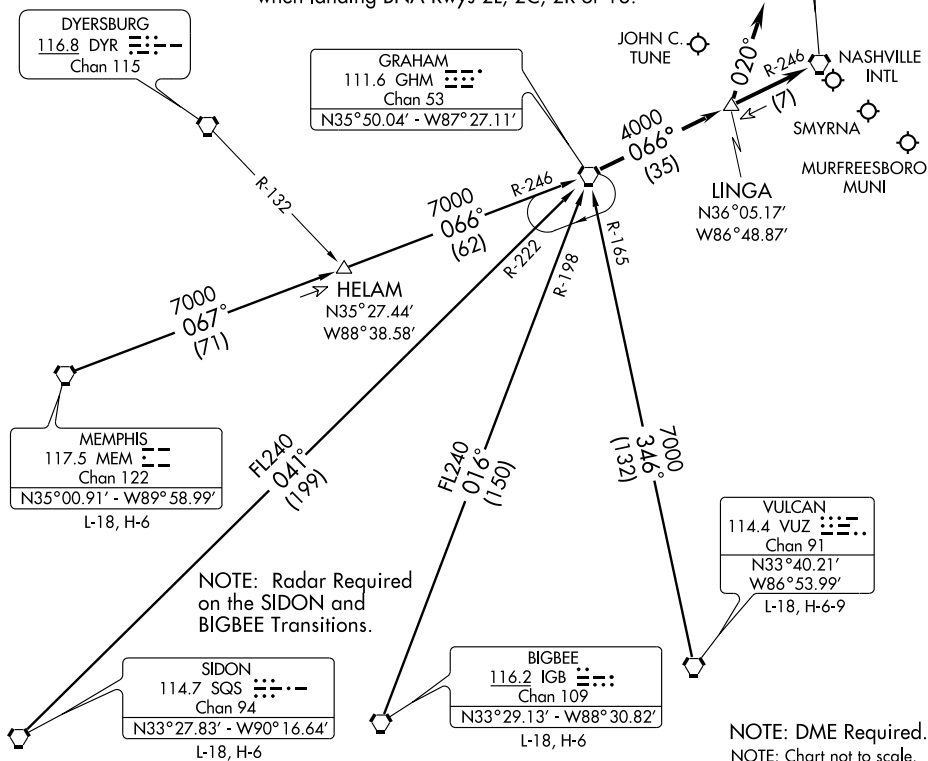 when landing BNA Rwys 2L, 2C, 2R or 13.
DYERSBURG
116.8 DYR
Chan 115
GRAHAM
111.6 GHM
Chan 53
N35°50.04' - W87°27.11'
JOHN C.
TUNE
020°
R-246
(7)
NASHVILLE
INTL
SMYRNA
MURFREESBORO
MUNI
4000
066°
(35)
LINGA
N36°05.17'
W86°48.87'
R-132
7000
066°
(62)
R-246
R-222
R-198
R-165
HELAM
N35°27.44'
W88°38.58'
7000
067°
(71)
MEMPHIS
117.5 MEM
Chan 122
N35°00.91' - W89°58.99'
L-18, H-6
FL240
041°
(199)
FL240
016°
(150)
7000
346°
(132)
VULCAN
114.4 VUZ
Chan 91
N33°40.21'
W86°53.99'
L-18, H-6-9
NOTE: Radar Required
on the SIDON and
BIGBEE Transitions.
SIDON
114.7 SQS
Chan 94
N33°27.83' - W90°16.64'
L-18, H-6
BIGBEE
116.2 IGB
Chan 109
N33°29.13' - W88°30.82'
L-18, H-6
NOTE: DME Required.
NOTE: Chart not to scale.